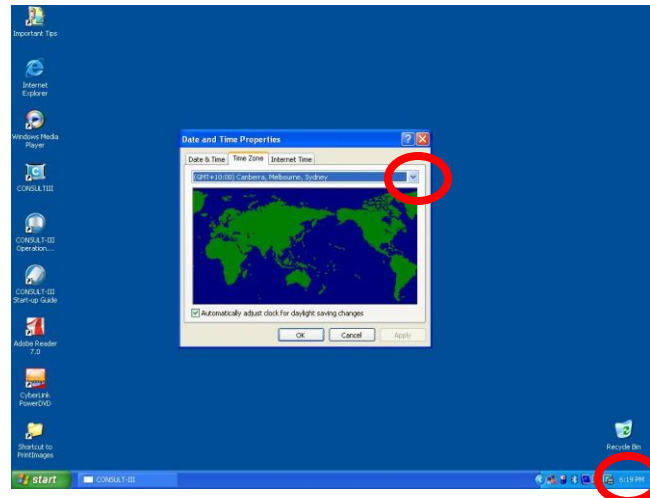 Important Tips
Internet
Explorer
Windows Media
Player
CONSULTIII
CONSULT-III
Operation....
CONSULT-III
Start-up Guide
Adobe Reader
7.0
CyberLink
PowerDVD
Shortcut to
PrintImages
Date and Time Properties
Date & Time
Time Zone
Internet Time
(GMT+10:00) Canberra, Melbourne, Sydney
Automatically adjust clock for daylight saving changes
OK
Cancel
Apply
Recycle Bin
start
CONSULT-III
6:19 PM